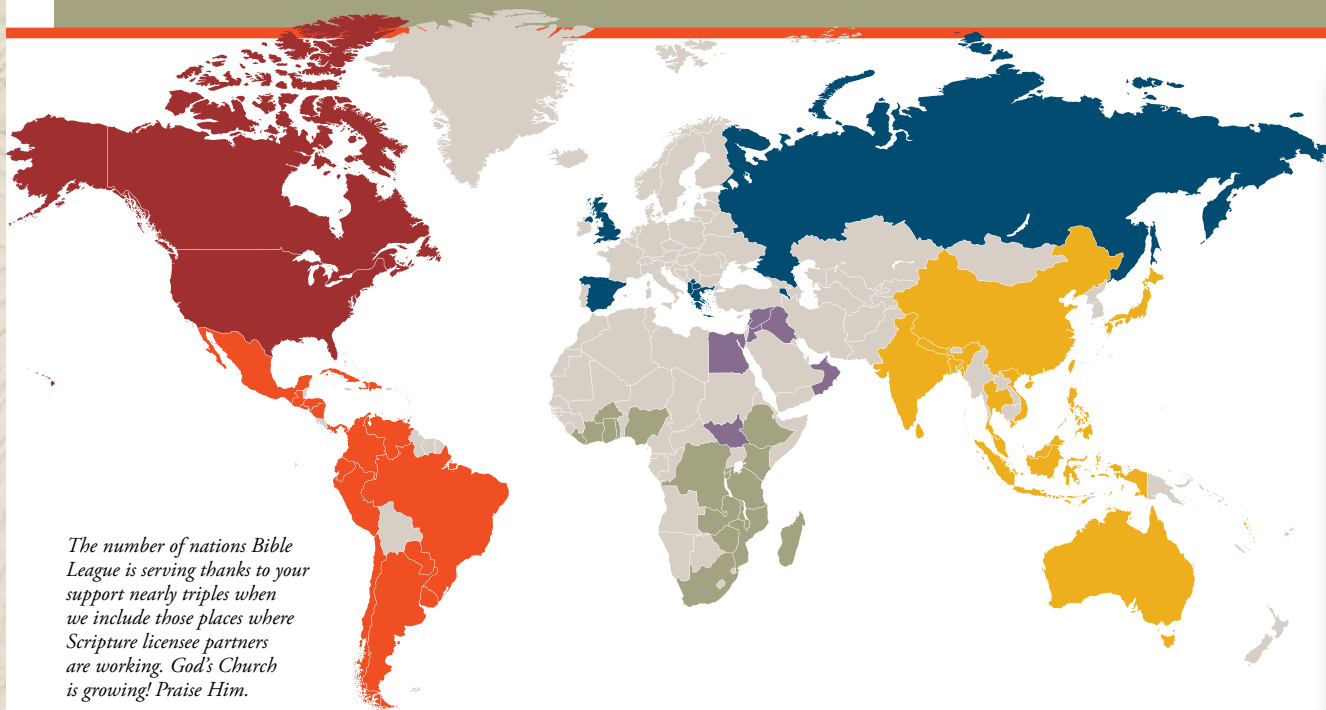 The number of nations Bible
League is serving thanks to your
support nearly triples when
we include those places where
Scripture licensee partners
are working. God's Church
is growing! Praise Him.